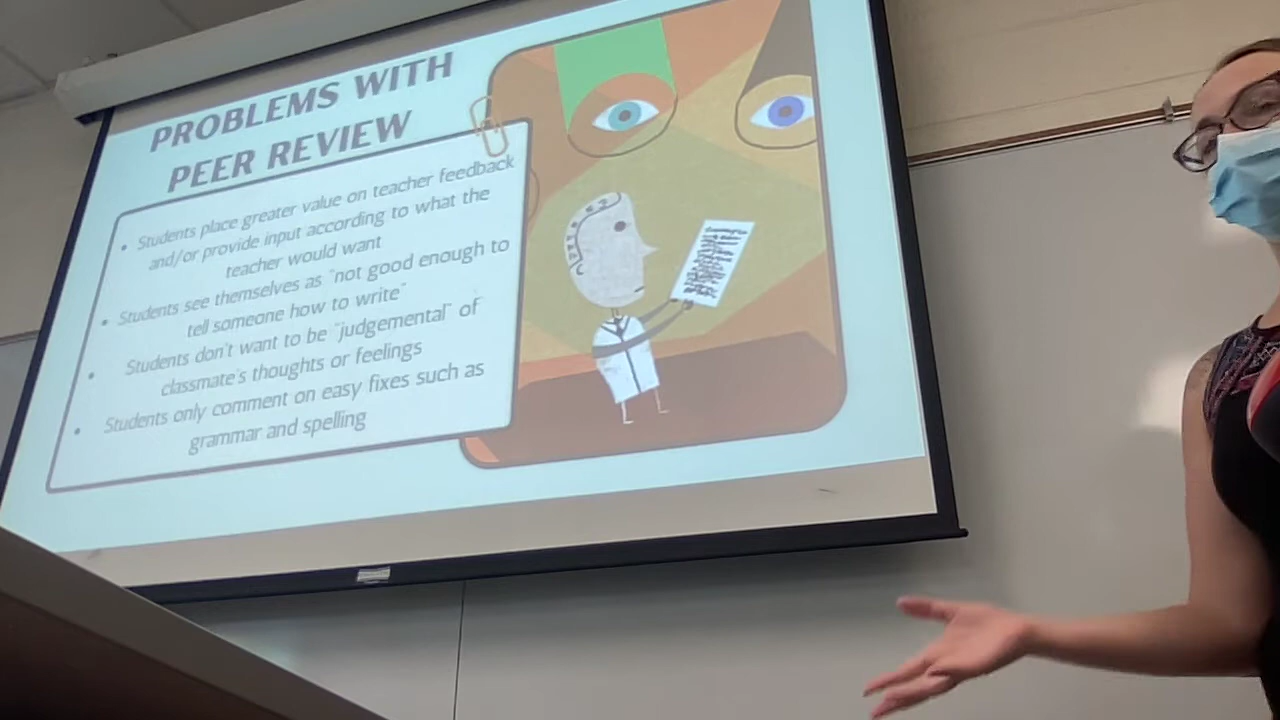 PROBLEMS WITH
PEER REVIEW
• Students place greater value on teacher feedback
and/or provide input according to what the
teacher would want
• Students see themselves as "not good enough to
tell someone how to write"
• Students don't want to be "judgemental" of
classmate's thoughts or feelings
• Students only comment on easy fixes such as
grammar and spelling